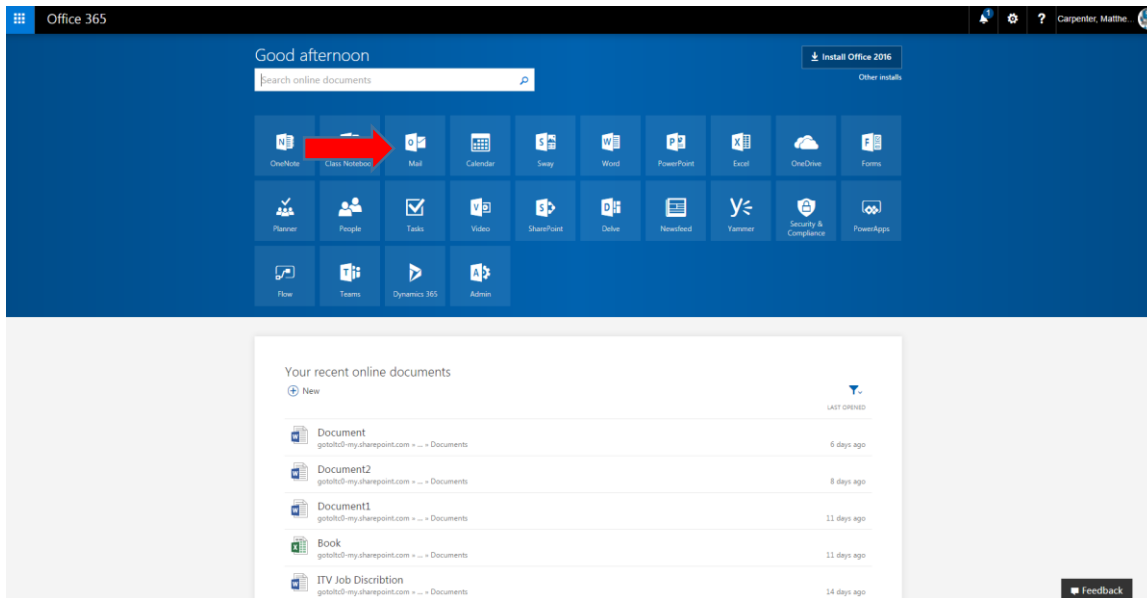 Office 365
1
?
Carpenter, Matthe...
Good afternoon
Install Office 2016
Search online documents
Other installs
OneNote
Class Noteboo
Mail
Calendar
Sway
Word
PowerPoint
Excel
OneDrive
Forms
Planner
People
Tasks
Video
SharePoint
Delve
Newsfeed
Yammer
Security &
Compliance
PowerApps
Flow
Teams
Dynamics 365
Admin
Your recent online documents
New
LAST OPENED
Document
gotoltc0-my.sharepoint.com » ... » Documents
6 days ago
Document2
gotoltc0-my.sharepoint.com » ... » Documents
8 days ago
Document1
gotoltc0-my.sharepoint.com » ... » Documents
11 days ago
Book
gotoltc0-my.sharepoint.com » ... » Documents
11 days ago
ITV Job Discribtion
gotoltc0-my.sharepoint.com » ... » Documents
14 days ago
Feedback